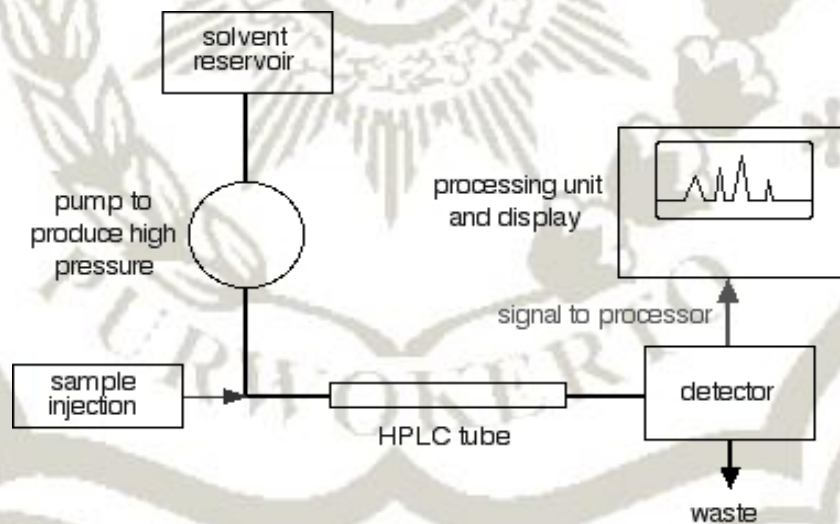 solvent
reservoir
pump to
produce high
pressure
processing unit
and display
signal to processor
sample
injection
detector
HPLC tube
waste
PURWOKERTO